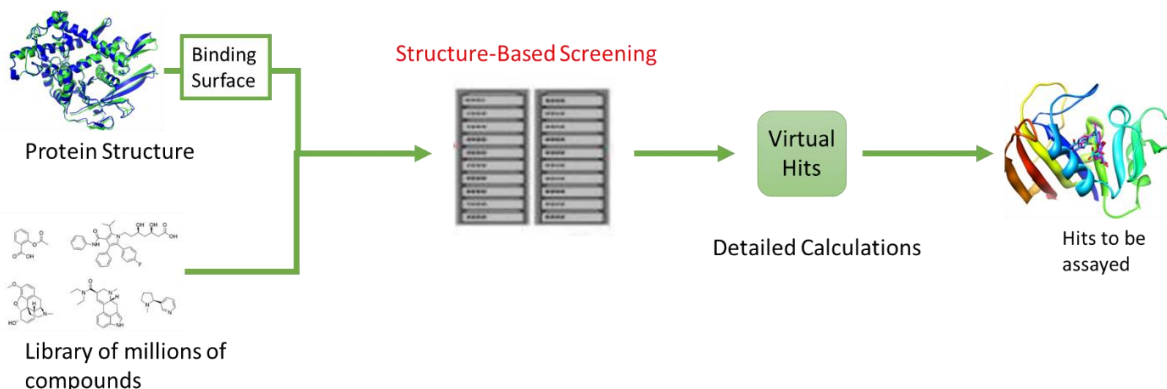 Binding
Surface
Protein Structure
Structure-Based Screening
Virtual
Hits
Detailed Calculations
Hits to be
assayed
Library of millions of
compounds